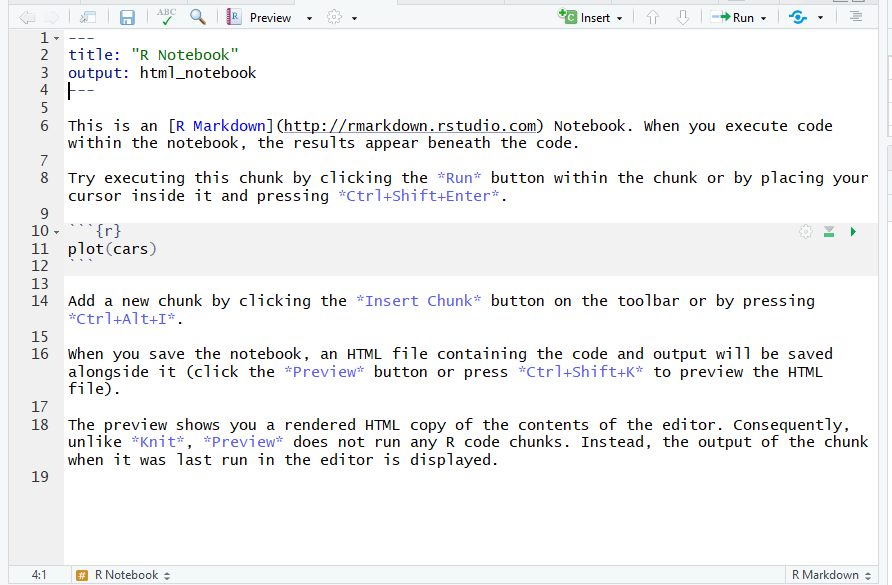 ABC
Preview
Insert
Run
1 ---
2 title: "R Notebook"
3 output: html_notebook
4 ---
5
6 This is an [R Markdown](http://rmarkdown.rstudio.com) Notebook. When you execute code
within the notebook, the results appear beneath the code.
7
8 Try executing this chunk by clicking the *Run* button within the chunk or by placing your
cursor inside it and pressing *Ctrl+Shift+Enter*.
9
10 ```{r}
11 plot(cars)
12 ```
13
14 Add a new chunk by clicking the *Insert Chunk* button on the toolbar or by pressing
*Ctrl+Alt+I*.
15
16 When you save the notebook, an HTML file containing the code and output will be saved
alongside it (click the *Preview* button or press *Ctrl+Shift+K* to preview the HTML
file).
17
18 The preview shows you a rendered HTML copy of the contents of the editor. Consequently,
unlike *Knit*, *Preview* does not run any R code chunks. Instead, the output of the chunk
when it was last run in the editor is displayed.
19
4:1 # R Notebook R Markdown